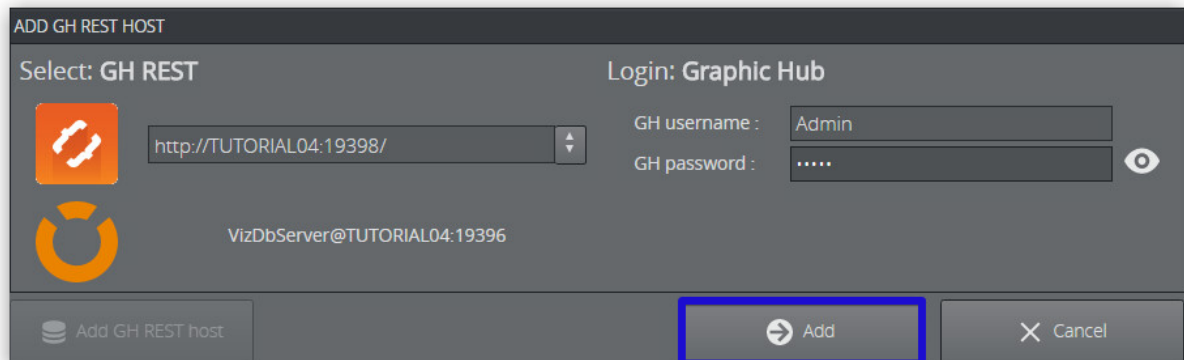 ADD GH REST HOST
Select: GH REST
Login: Graphic Hub
http://TUTORIAL04:19398/
GH username :
Admin
GH password :
•••••
VizDbServer@TUTORIAL04:19396
Add GH REST host
Add
Cancel